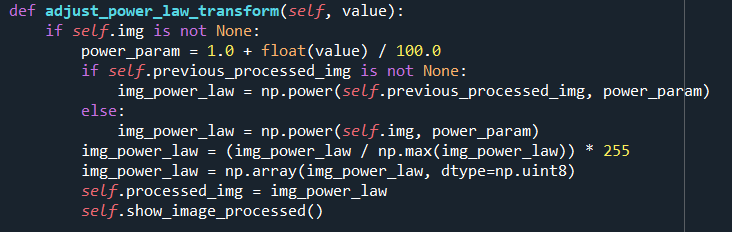 def adjust_power_law_transform(self, value):
    if self.img is not None:
        power_param = 1.0 + float(value) / 100.0
        if self.previous_processed_img is not None:
            img_power_law = np.power(self.previous_processed_img, power_param)
        else:
            img_power_law = np.power(self.img, power_param)
        img_power_law = (img_power_law / np.max(img_power_law)) * 255
        img_power_law = np.array(img_power_law, dtype=np.uint8)
        self.processed_img = img_power_law
        self.show_image_processed()